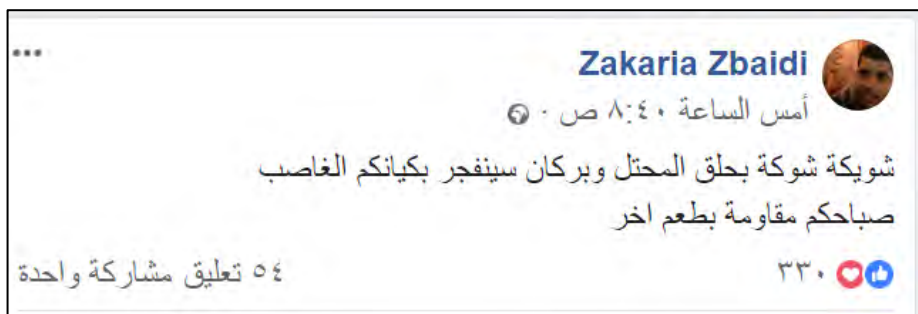 Zakaria Zbaidi
أمس الساعة ٨:٤٠ ص ·
شويكة شوكة بحلق المحتل وبركان سينفجر بكيانكم الغاصب
صباحكم مقاومة بطعم اخر
٣٣٠
٥٤ تعليق مشاركة واحدة